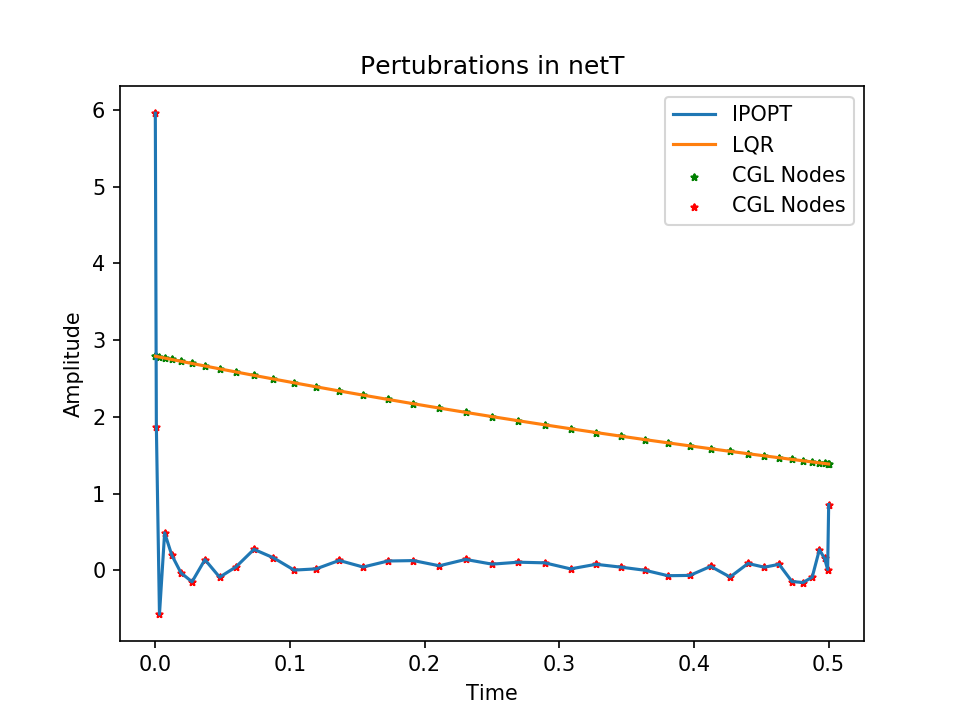 Pertubrations in netT
IPOPT
LQR
CGL Nodes
CGL Nodes
Amplitude
6
5
4
3
2
1
0
0.0 0.1 0.2 0.3 0.4 0.5
Time